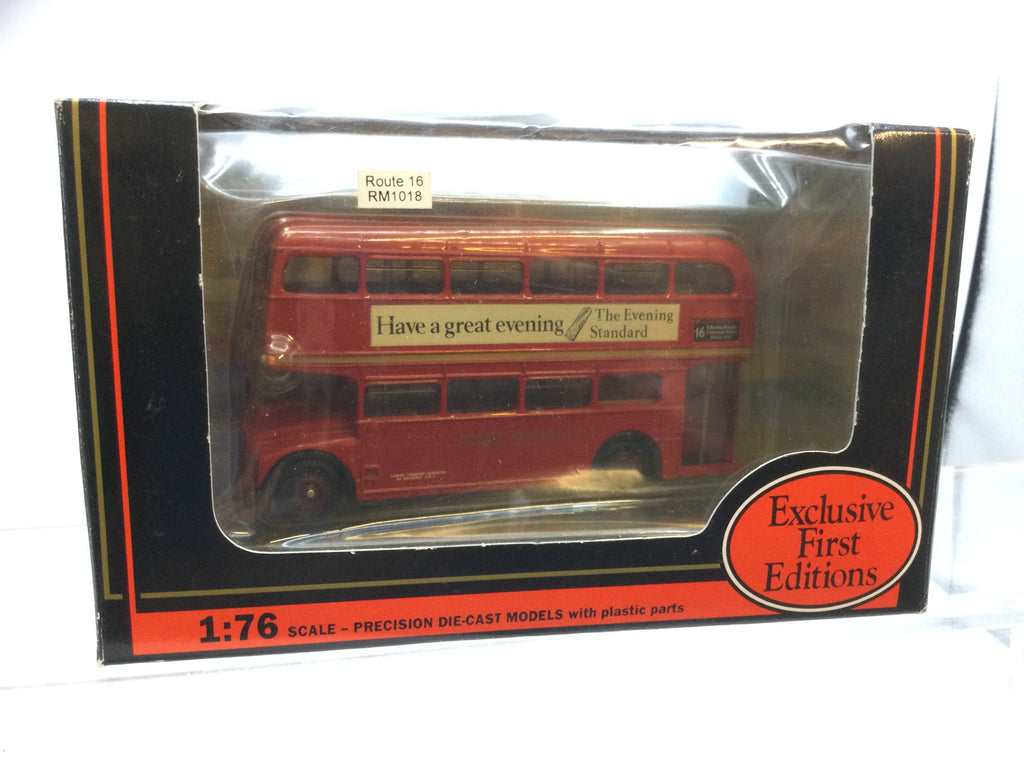 Route 16
RM1018
Have a great evening
The Evening
Standard
16
Exclusive
First
Editions
1:76 SCALE – PRECISION DIE-CAST MODELS with plastic parts